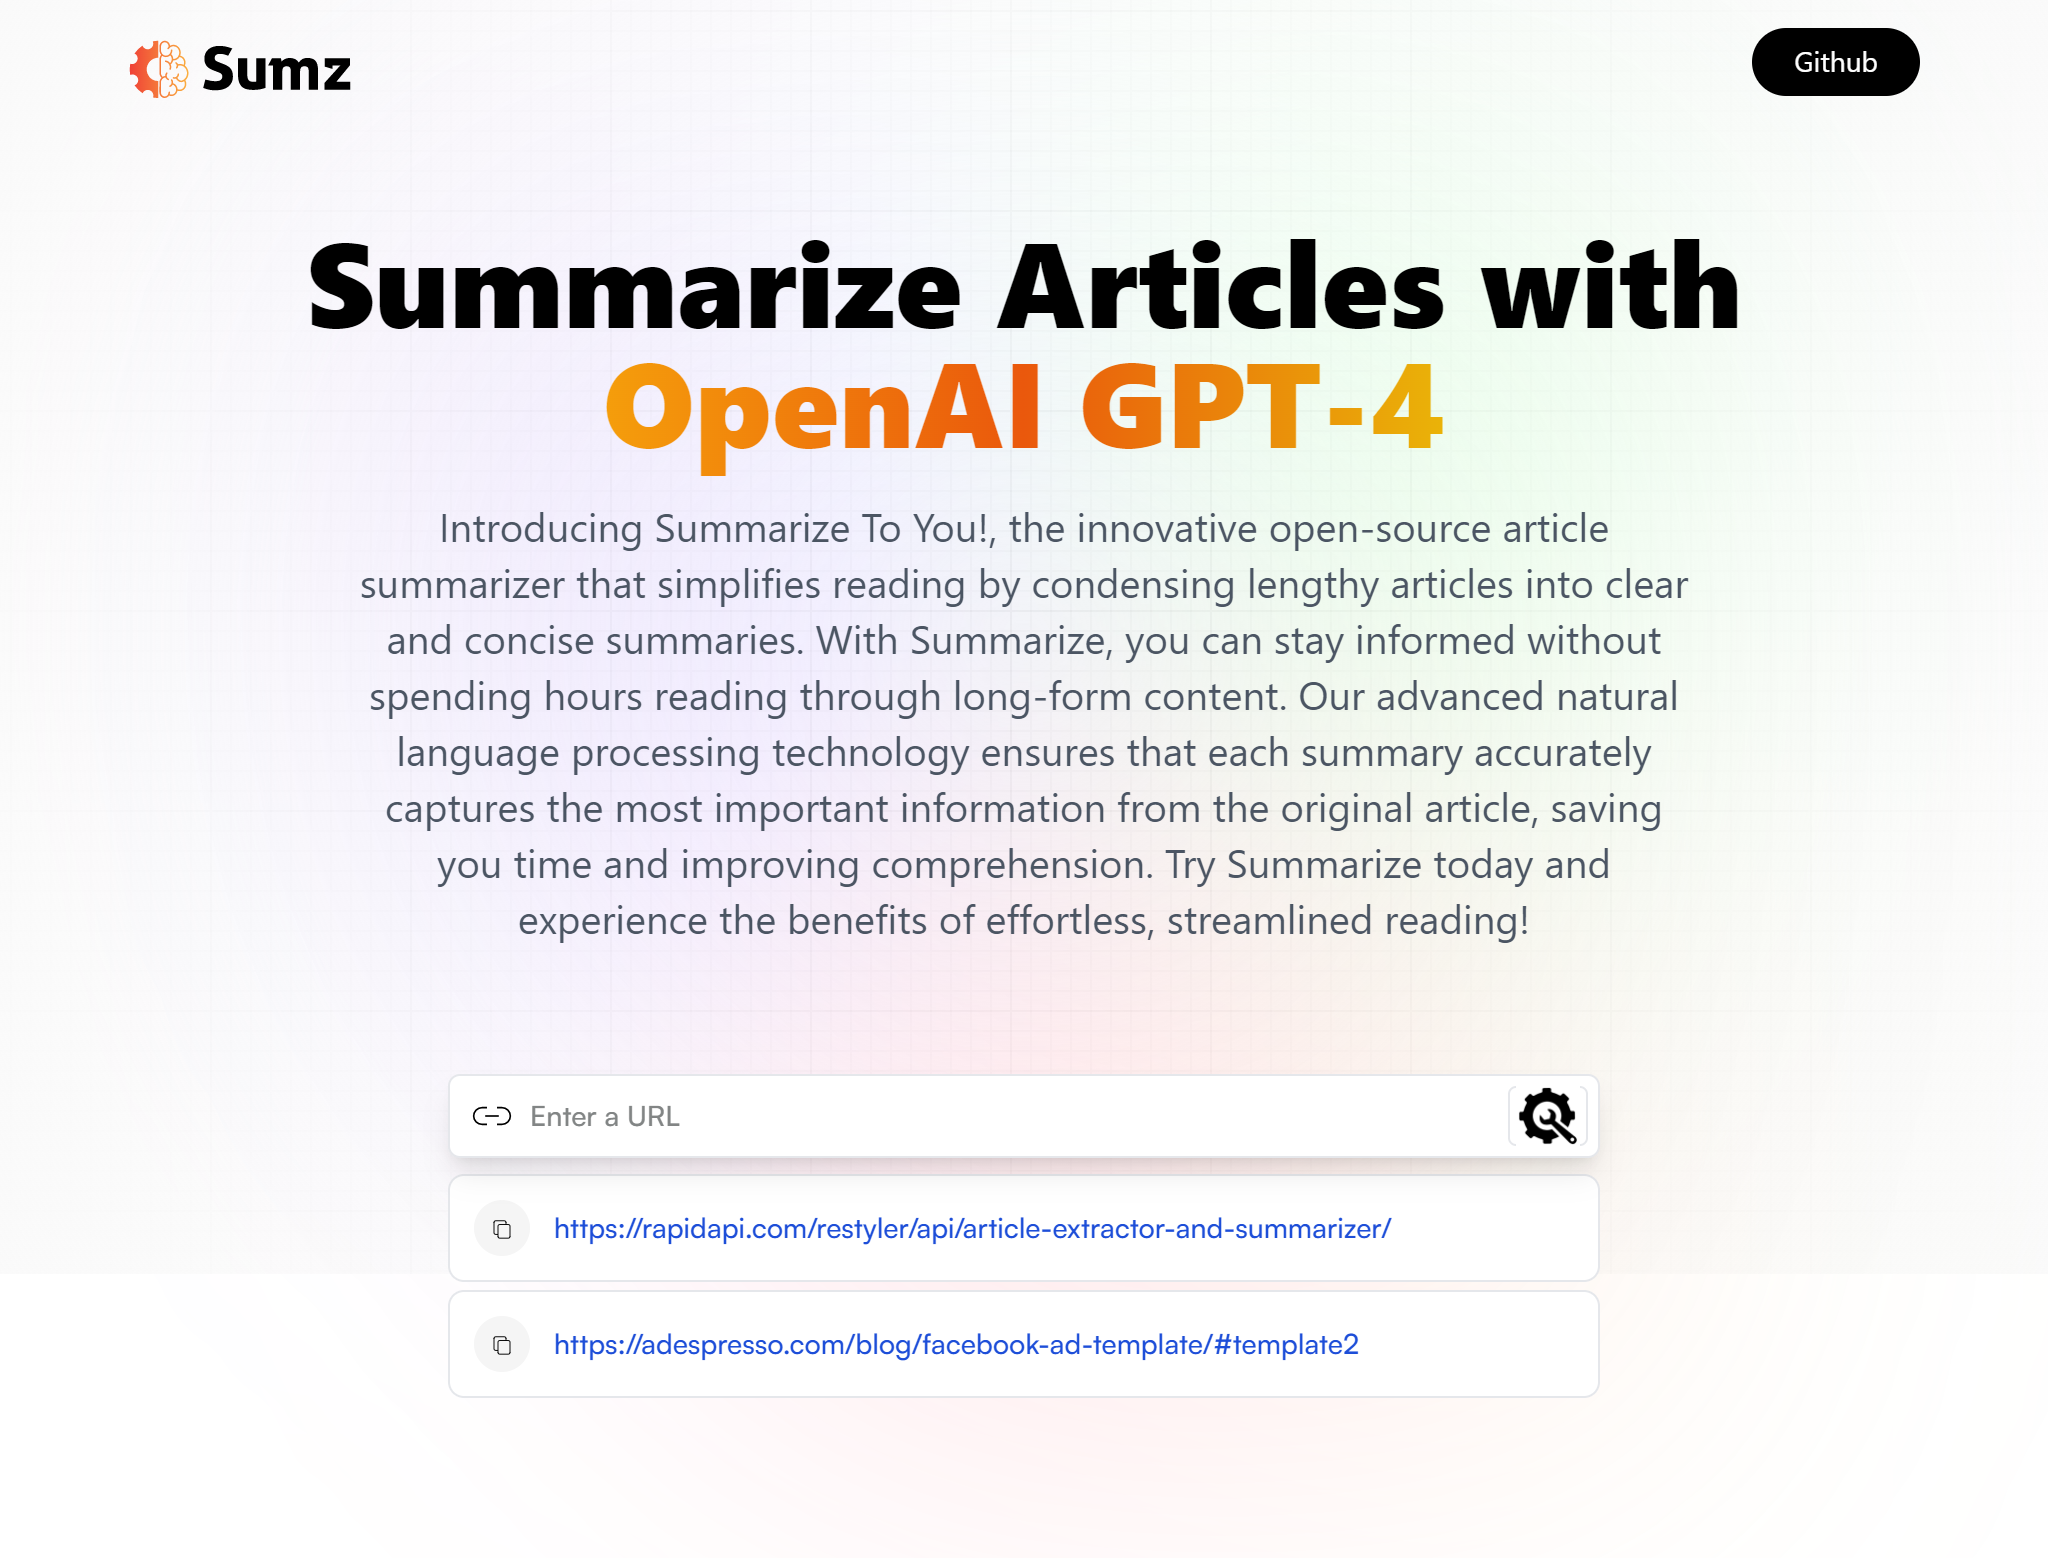 Sumz
Github
Summarize Articles with
OpenAI GPT-4
Introducing Summarize To You!, the innovative open-source article
summarizer that simplifies reading by condensing lengthy articles into clear
and concise summaries. With Summarize, you can stay informed without
spending hours reading through long-form content. Our advanced natural
language processing technology ensures that each summary accurately
captures the most important information from the original article, saving
you time and improving comprehension. Try Summarize today and
experience the benefits of effortless, streamlined reading!
Enter a URL
https://rapidapi.com/restyler/api/article-extractor-and-summarizer/
https://adespresso.com/blog/facebook-ad-template/#template2